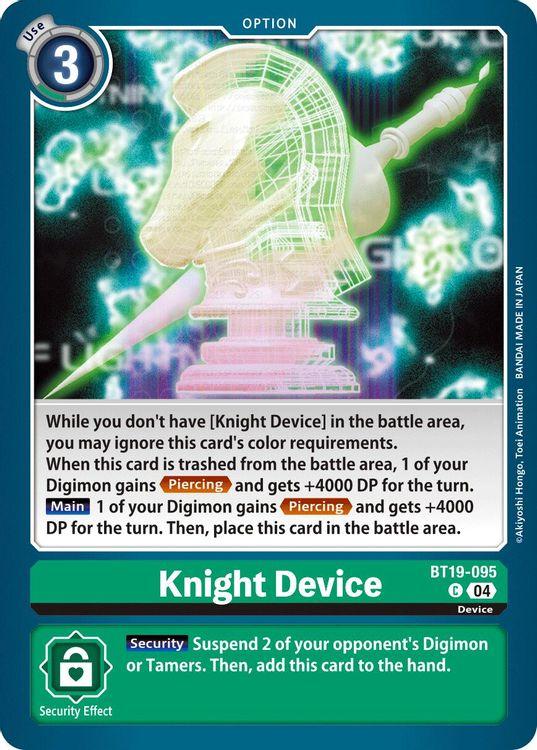 OPTION
Use
3
While you don't have [Knight Device] in the battle area,
you may ignore this card's color requirements.
When this card is trashed from the battle area, 1 of your
Digimon gains Piercing and gets +4000 DP for the turn.
Main 1 of your Digimon gains Piercing and gets +4000
DP for the turn. Then, place this card in the battle area.
©Akiyoshi Hongo, Toei Animation BANDAI MADE IN JAPAN
Knight Device
BT19-095
C 04
Device
Security Suspend 2 of your opponent's Digimon
or Tamers. Then, add this card to the hand.
Security Effect